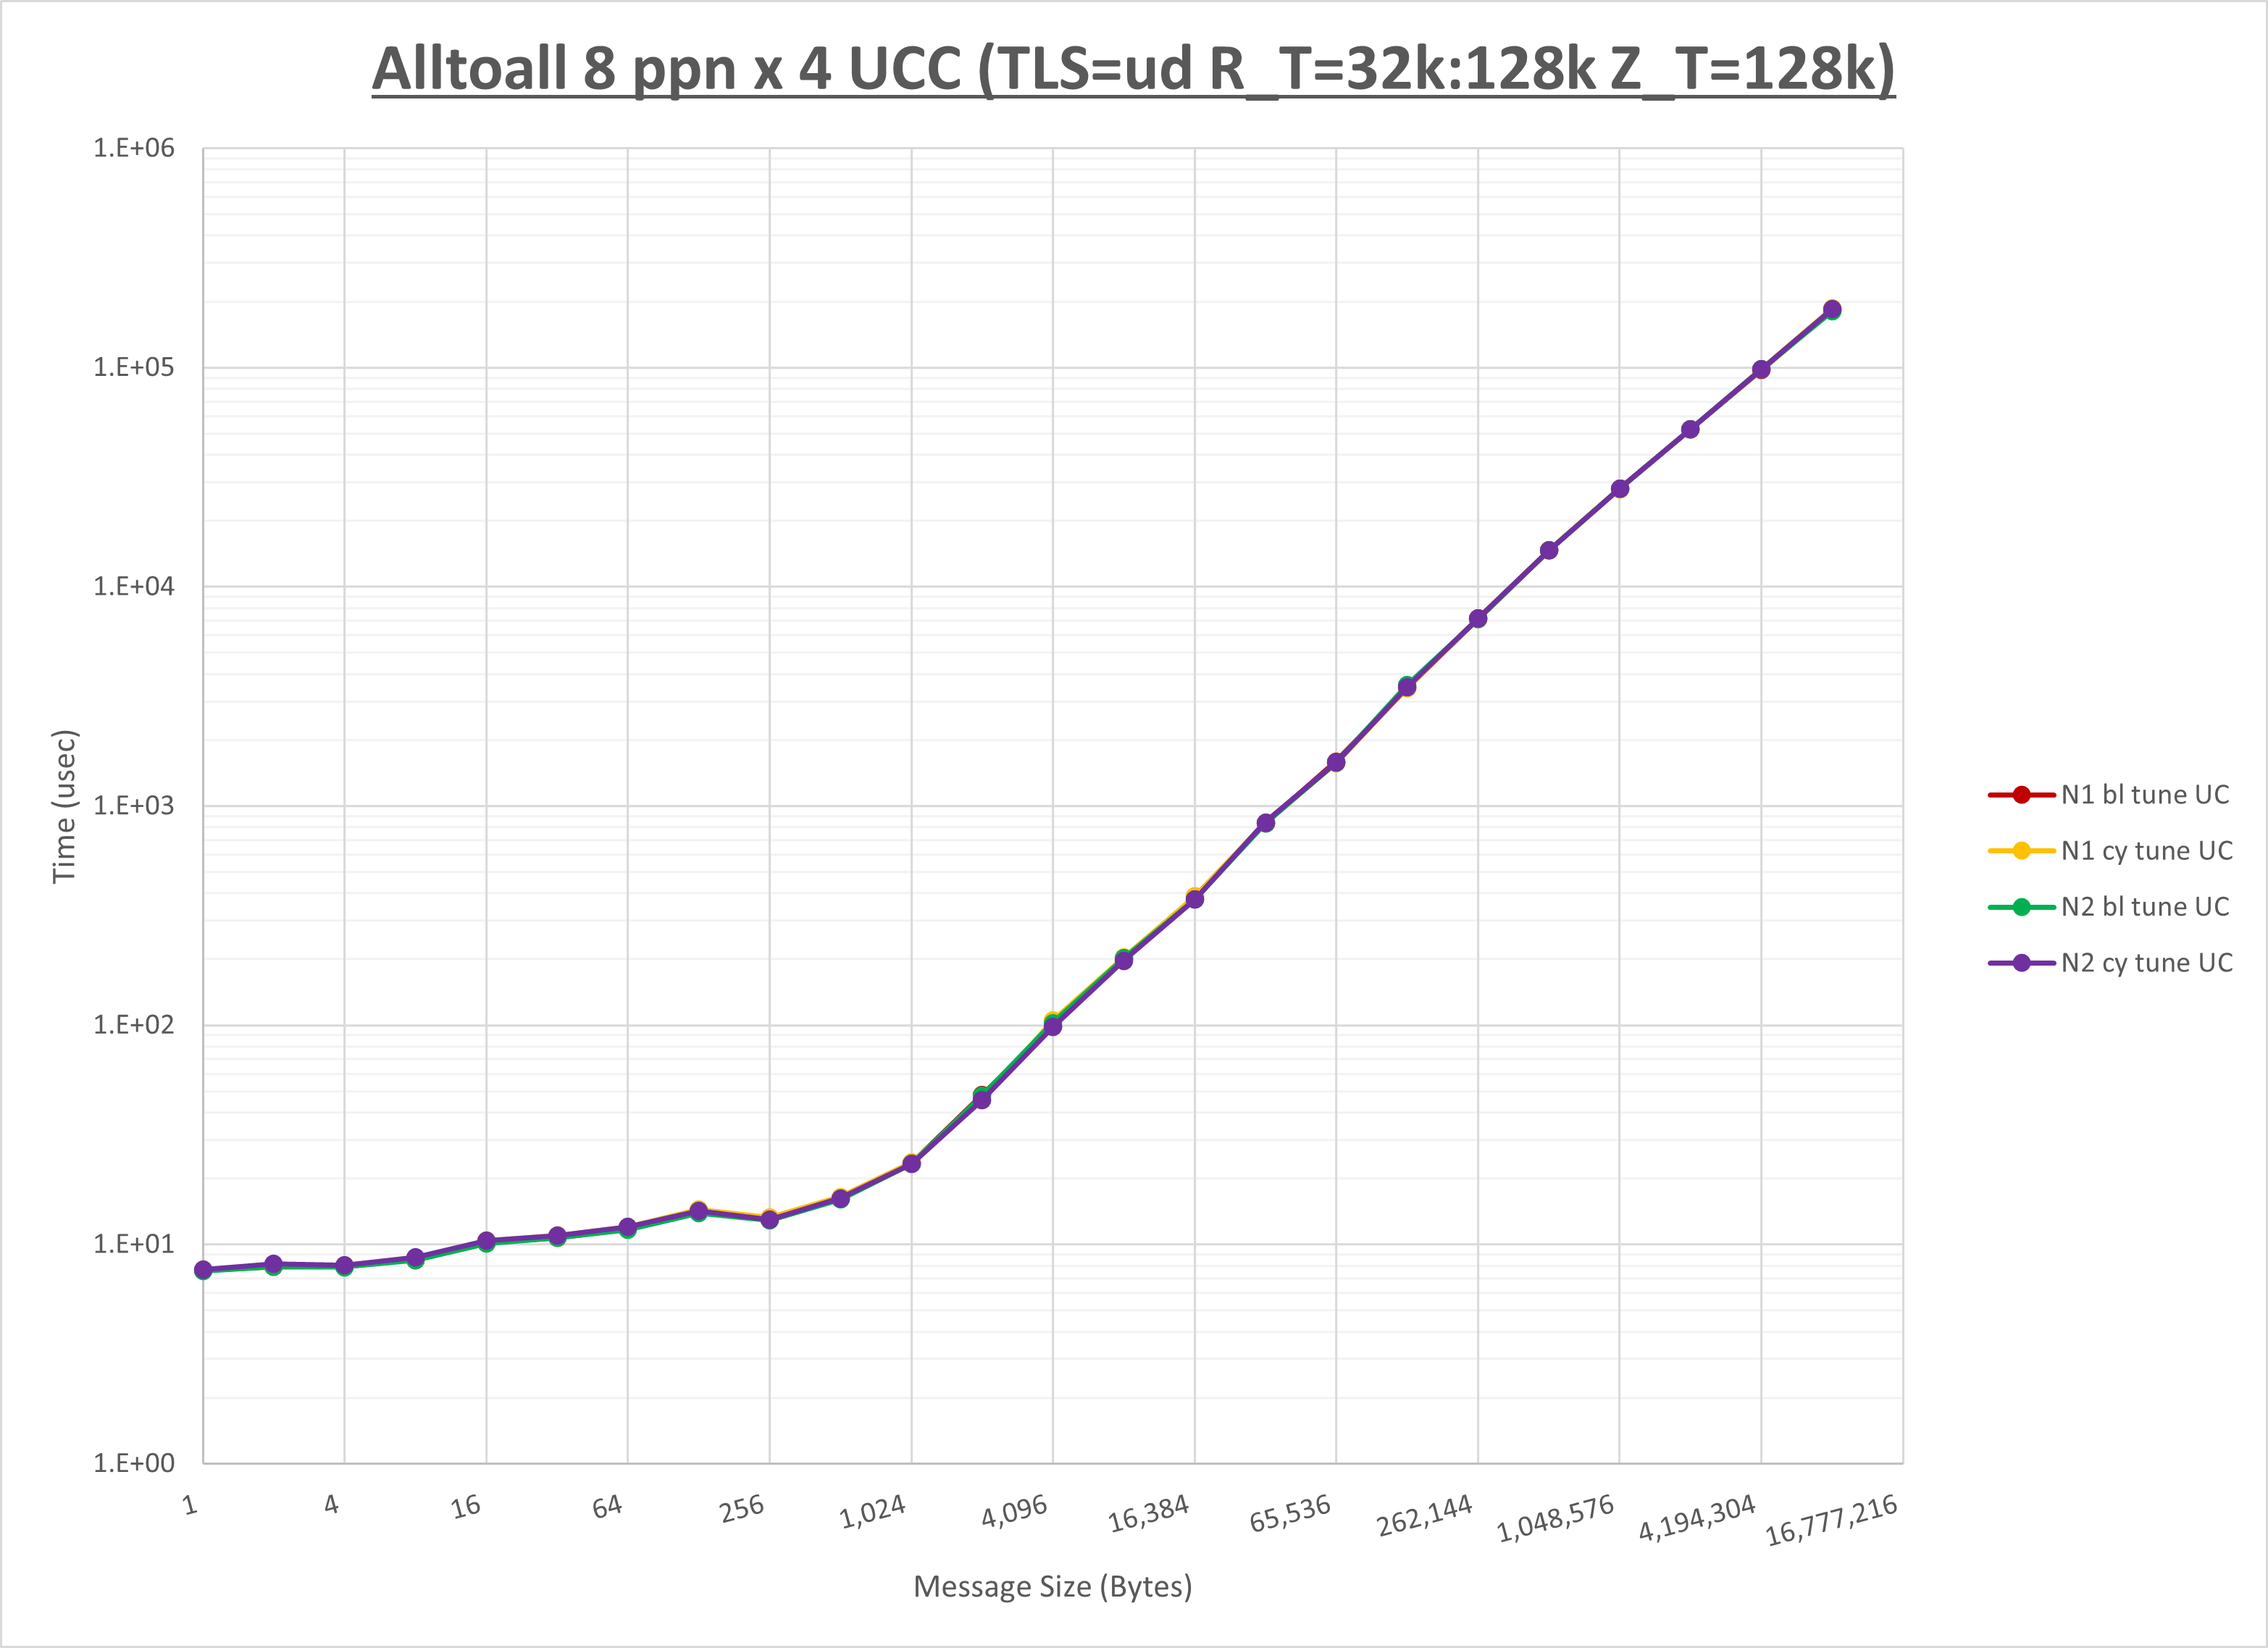 Alltoall 8 ppn x 4 UCC (TLS=ud R_T=32k:128k Z_T=128k)
1.E+06
1.E+05
1.E+04
1.E+03
1.E+02
1.E+01
1.E+00
Time (usec)
1
4
16
64
256
1,024
4,096
16,384
65,536
262,144
1,048,576
4,194,304
16,777,216
Message Size (Bytes)
N1 bl tune UC
N1 cy tune UC
N2 bl tune UC
N2 cy tune UC